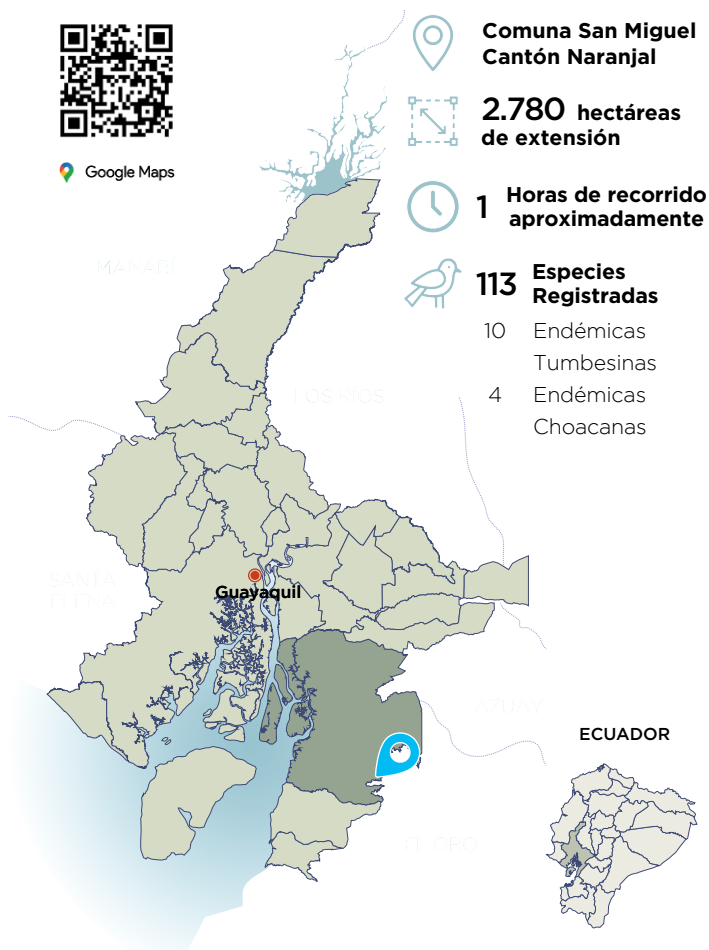 Comuna San Miguel
Cantón Naranjal
2.780 hectáreas
de extensión
Google Maps
1 Horas de recorrido
aproximadamente
113 Especies
Registradas
10 Endémicas
Tumbesinas
4 Endémicas
Choacanas
MANABÍ
LOS RÍOS
SANTA
ELENA
Guayaquil
AZUAY
EL ORO
ECUADOR